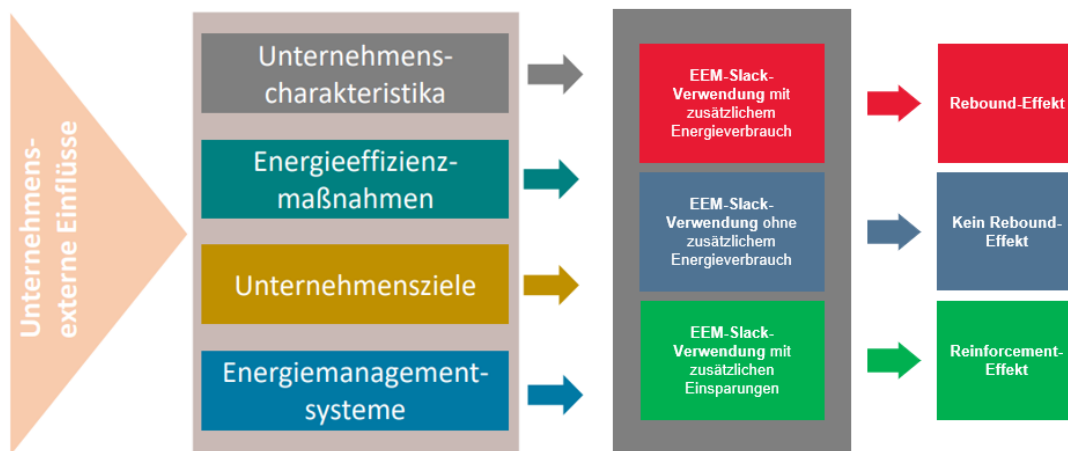 Unternehmens-
externe Einflüsse
Unternehmens-
charakteristika
Energieeffizienz-
maßnahmen
Unternehmensziele
Energiemanagement-
systeme
EEM-Slack-
Verwendung mit
zusätzlichem
Energieverbrauch
EEM-Slack-
Verwendung ohne
zusätzlichem
Energieverbrauch
EEM-Slack-
Verwendung mit
zusätzlichen
Einsparungen
Rebound-Effekt
Kein Rebound-
Effekt
Reinforcement-
Effekt